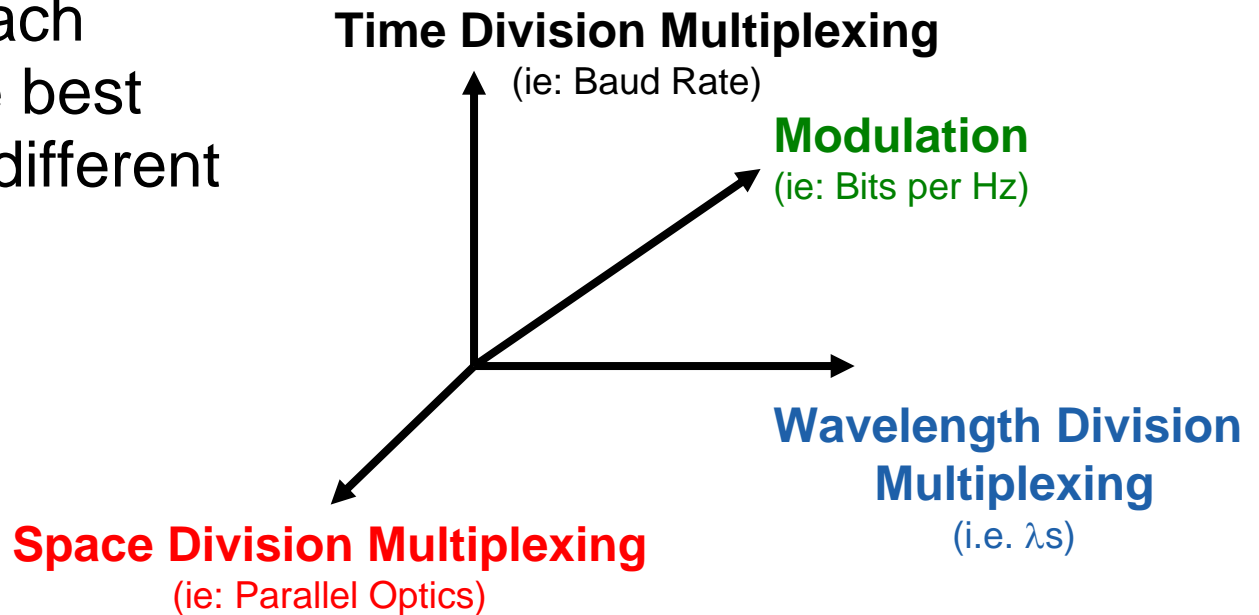 best
different
Time Division Multiplexing
(ie: Baud Rate)
Modulation
(ie: Bits per Hz)
Wavelength Division
Multiplexing
(i.e. λs)
Space Division Multiplexing
(ie: Parallel Optics)